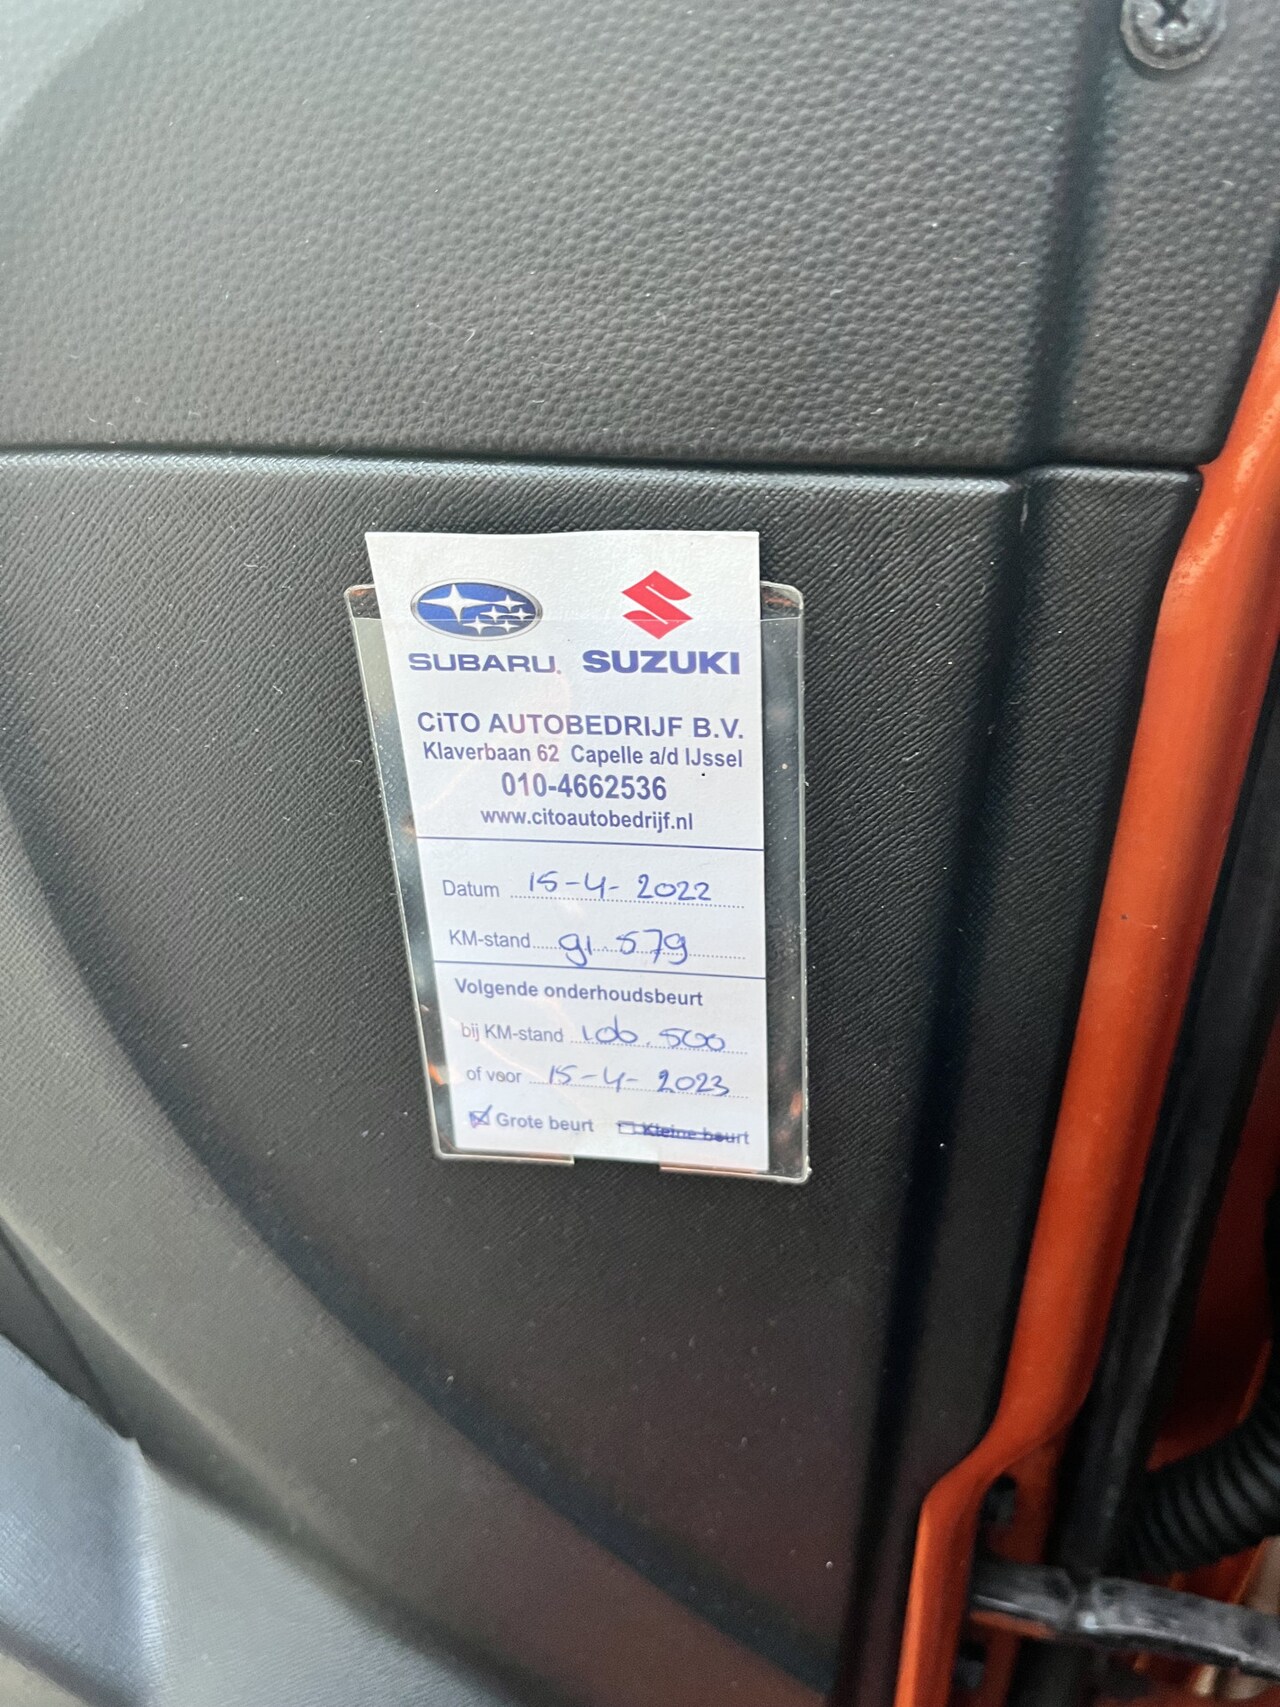 SUBARU. SUZUKI
CiTO AUTOBEDRIJF B.V.
Klaverbaan 62 Capelle a/d IJssel
010-4662536
www.citoautobedrijf.nl
Datum 15-4-2022
KM-stand 91.579
Volgende onderhoudsbeurt
bij KM-stand 106.500
of voor 15-4-2023
Grote beurt Kleine beurt